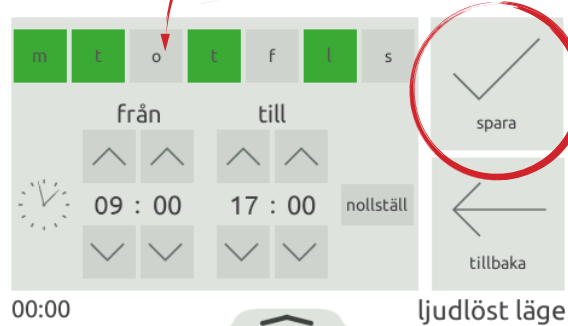 m t o t f l s
från till
spara
09 : 00 17 : 00 nollställ
tillbaka
00:00 ljudlöst läge